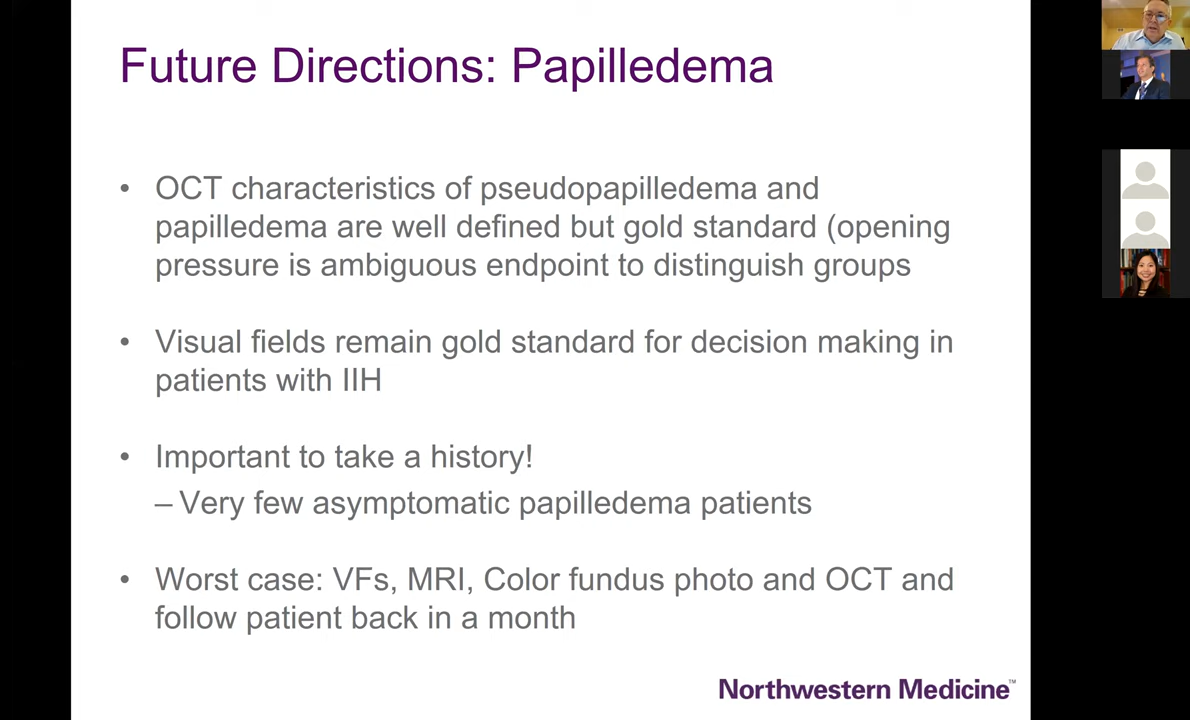 Future Directions: Papilledema
• OCT characteristics of pseudopapilledema and
papilledema are well defined but gold standard (opening
pressure is ambiguous endpoint to distinguish groups
• Visual fields remain gold standard for decision making in
patients with IIH
• Important to take a history!
– Very few asymptomatic papilledema patients
• Worst case: VFs, MRI, Color fundus photo and OCT and
follow patient back in a month
Northwestern Medicine™